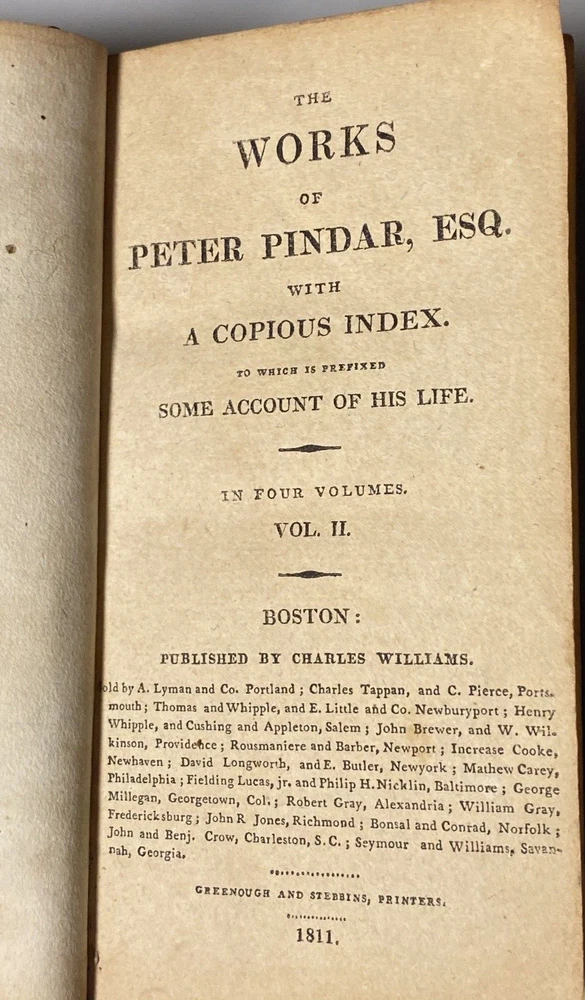 THE
WORKS
OF
PETER PINDAR, ESQ.
WITH
A COPIOUS INDEX.
TO WHICH IS PREFIXED
SOME ACCOUNT OF HIS LIFE.
IN FOUR VOLUMES.
VOL. II.
BOSTON:
PUBLISHED BY CHARLES WILLIAMS.
old by A. Lyman and Co. Portland; Charles Tappan, and C. Pierce, Ports-
mouth; Thomas and Whipple, and E. Little and Co. Newburyport; Henry
Whipple, and Cushing and Appleton, Salem; John Brewer, and W. Wil-
kinson, Providence; Rousmaniere and Barber, Newport; Increase Cooke,
Newhaven; David Longworth, and E. Butler, Newyork; Mathew Carey,
Philadelphia; Fielding Lucas, jr. and Philip H. Nicklin, Baltimore; George
Millegan, Georgetown, Col.; Robert Gray, Alexandria; William Gray,
Fredericksburg; John R Jones, Richmond; Bonsal and Conrad, Norfolk;
John and Benj. Crow, Charleston, S.C.; Seymour and Williams, Savan-
nah, Georgia.
GREENOUGH AND STEBBINS, PRINTERS.
1811.